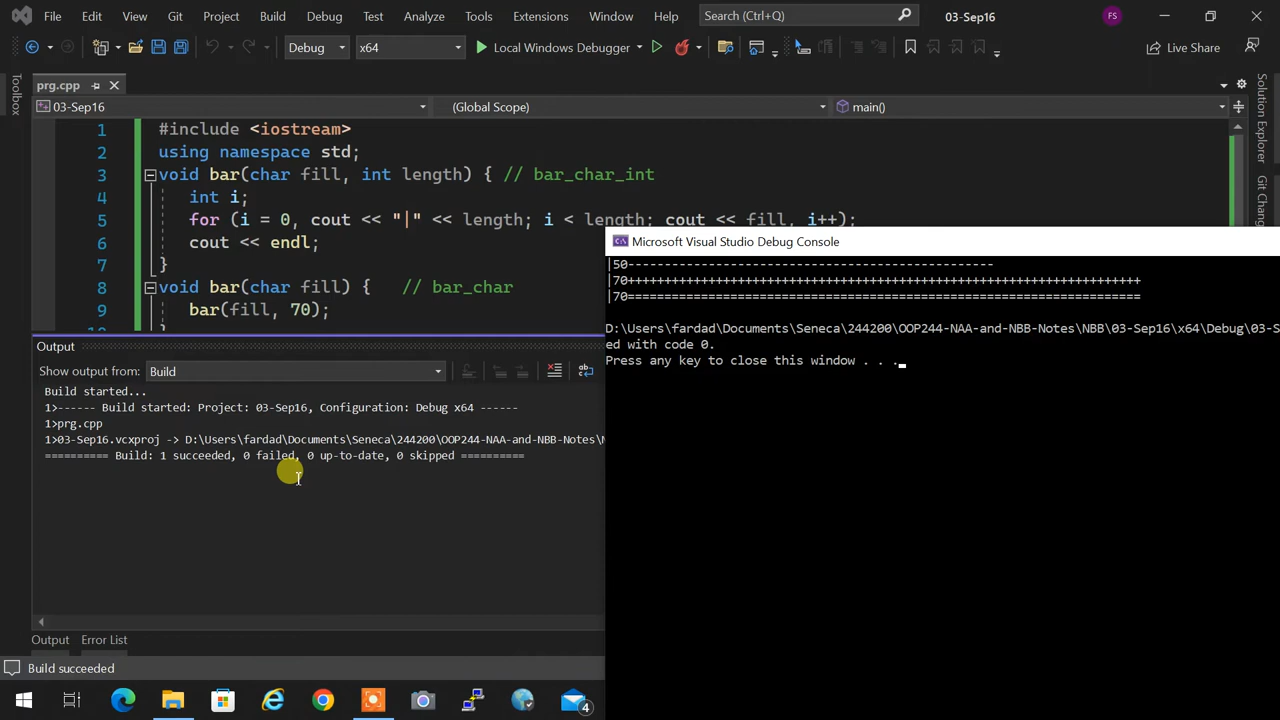 File Edit View Git Project Build Debug Test Analyze Tools Extensions Window Help Search (Ctrl+Q) 03-Sep16 FS
Debug x64 Local Windows Debugger Live Share
prg.cpp
03-Sep16 (Global Scope) main()
Toolbox
Solution Explorer
1 #include <iostream>
2 using namespace std;
3 void bar(char fill, int length) { // bar_char_int
4 int i;
5 for (i = 0, cout << "|" << length; i < length; cout << fill, i++);
6 cout << endl;
7 }
8 void bar(char fill) { // bar_char
9 bar(fill, 70);
Output
Show output from: Build
Build started...
1>------ Build started: Project: 03-Sep16, Configuration: Debug x64 ------
1>prg.cpp
1>03-Sep16.vcxproj -> D:\Users\fardad\Documents\Seneca\244200\OOP244-NAA-and-NBB-Notes\
========== Build: 1 succeeded, 0 failed, 0 up-to-date, 0 skipped ==========
Microsoft Visual Studio Debug Console
|50--------------------------------------------------
|70++++++++++++++++++++++++++++++++++++++++++++++++++++++++++++++++++++++
|70======================================================================
D:\Users\fardad\Documents\Seneca\244200\OOP244-NAA-and-NBB-Notes\NBB\03-Sep16\x64\Debug\03-S
ed with code 0.
Press any key to close this window . . .
Output Error List
Build succeeded
4